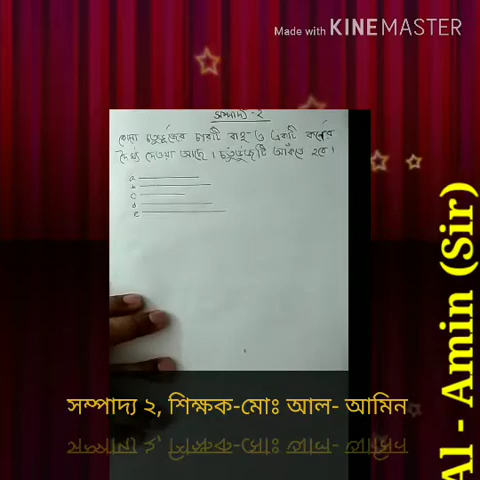 Made with KINEMASTER
সম্পাদ্য-২
কোনো চতুর্ভুজের চারটি বাহু ও একটি কর্ণের
দৈর্ঘ্য দেওয়া আছে। চতুর্ভুজটি আঁকতে হবে।
a
b
c
d
e
সম্পাদ্য ২, শিক্ষক-মোঃ আল- আমিন
Al - Amin (Sir)